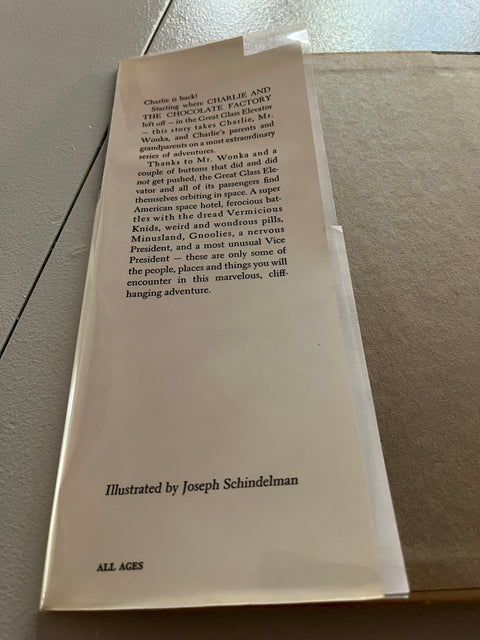 Charlie is back!
Starting where CHARLIE AND
THE CHOCOLATE FACTORY
left off — in the Great Glass Elevator
— this story takes Charlie, Mr.
Wonka, and Charlie's parents and
grandparents on a most extraordinary
series of adventures.
Thanks to Mr. Wonka and a
couple of buttons that did and did
not get pushed, the Great Glass Ele-
vator and all of its passengers find
themselves orbiting in space. A super
American space hotel, ferocious bat-
tles with the dread Vermicious
Knids, weird and wondrous pills,
Minusland, Gnoolies, a nervous
President, and a most unusual Vice
President — these are only some of
the people, places and things you will
encounter in this marvelous, cliff-
hanging adventure.
Illustrated by Joseph Schindelman
ALL AGES